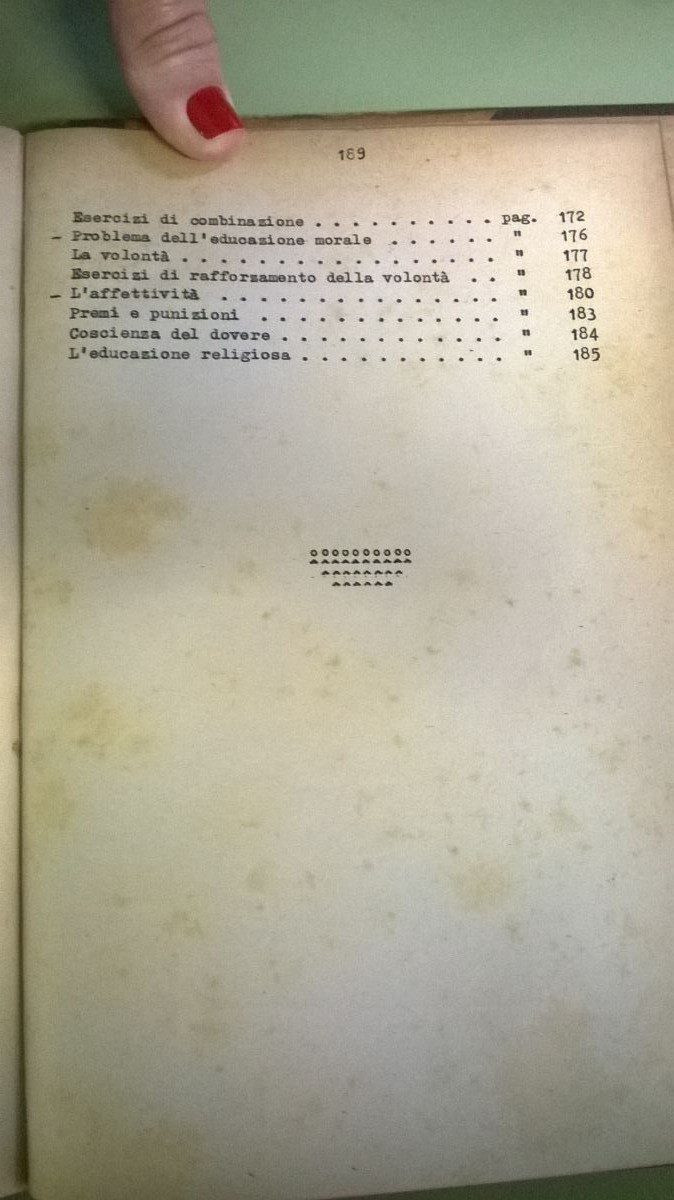 189
Esercizi di combinazione . . . . . . . . . . pag. 172
- Problema dell'educazione morale . . . . . . " 176
La volontà . . . . . . . . . . . . . . . . . " 177
Esercizi di rafforzamento della volontà . . " 178
- L'affettività . . . . . . . . . . . . . . . " 180
Premi e punizioni . . . . . . . . . . . . . " 183
Coscienza del dovere . . . . . . . . . . . . " 184
L'educazione religiosa . . . . . . . . . . . " 185